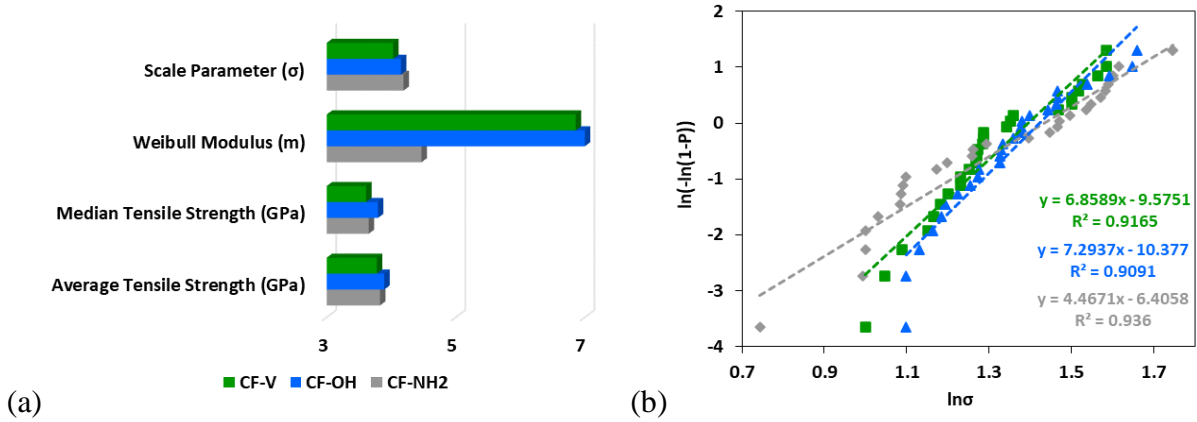 Scale Parameter (σ)
Weibull Modulus (m)
Median Tensile Strength (GPa)
Average Tensile Strength (GPa)
3 5 7
CF-V CF-OH CF-NH2
(a)
2
1
0
-1
-2
-3
-4
ln(-ln(1-P))
y = 6.8589x - 9.5751
R² = 0.9165
y = 7.2937x - 10.377
R² = 0.9091
y = 4.4671x - 6.4058
R² = 0.936
0.7 0.9 1.1 1.3 1.5 1.7
lnσ
(b)